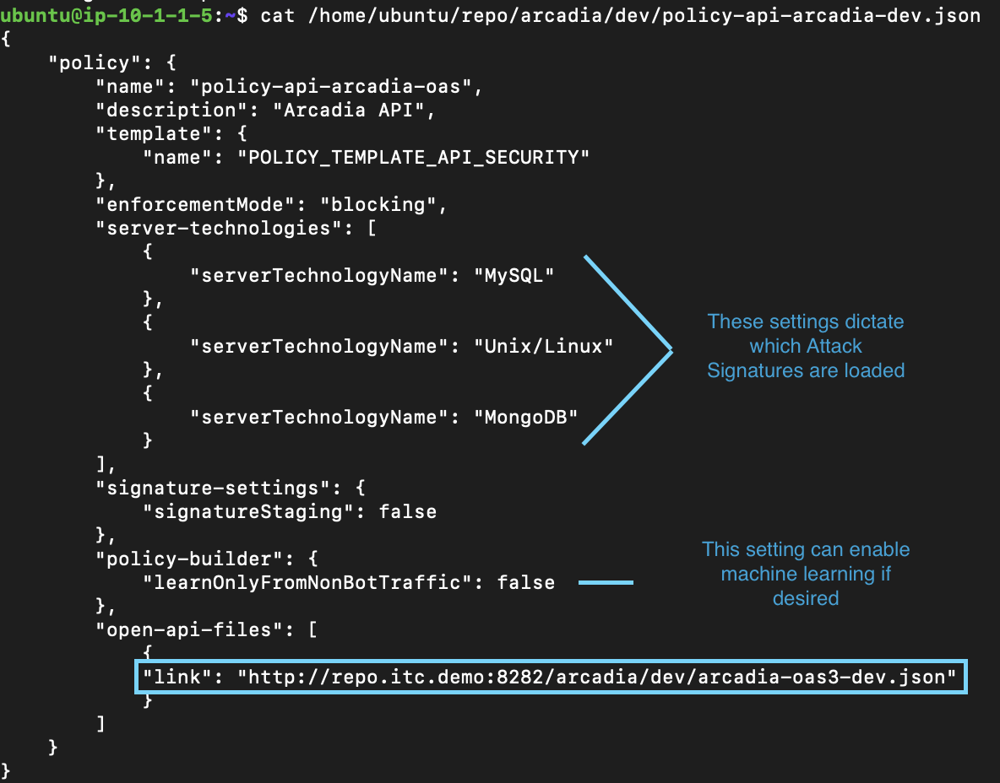 ubuntu@ip-10-1-1-5:~$ cat /home/ubuntu/repo/arcadia/dev/policy-api-arcadia-dev.json
{
    "policy": {
        "name": "policy-api-arcadia-oas",
        "description": "Arcadia API",
        "template": {
            "name": "POLICY_TEMPLATE_API_SECURITY"
        },
        "enforcementMode": "blocking",
        "server-technologies": [
            {
                "serverTechnologyName": "MySQL"
            },
            {
                "serverTechnologyName": "Unix/Linux"
            },
            {
                "serverTechnologyName": "MongoDB"
            }
        ],
        "signature-settings": {
            "signatureStaging": false
        },
        "policy-builder": {
            "learnOnlyFromNonBotTraffic": false
        },
        "open-api-files": [
            {
            "link": "http://repo.itc.demo:8282/arcadia/dev/arcadia-oas3-dev.json"
            }
        ]
    }
}
These settings dictate
which Attack
Signatures are loaded
This setting can enable
machine learning if
desired